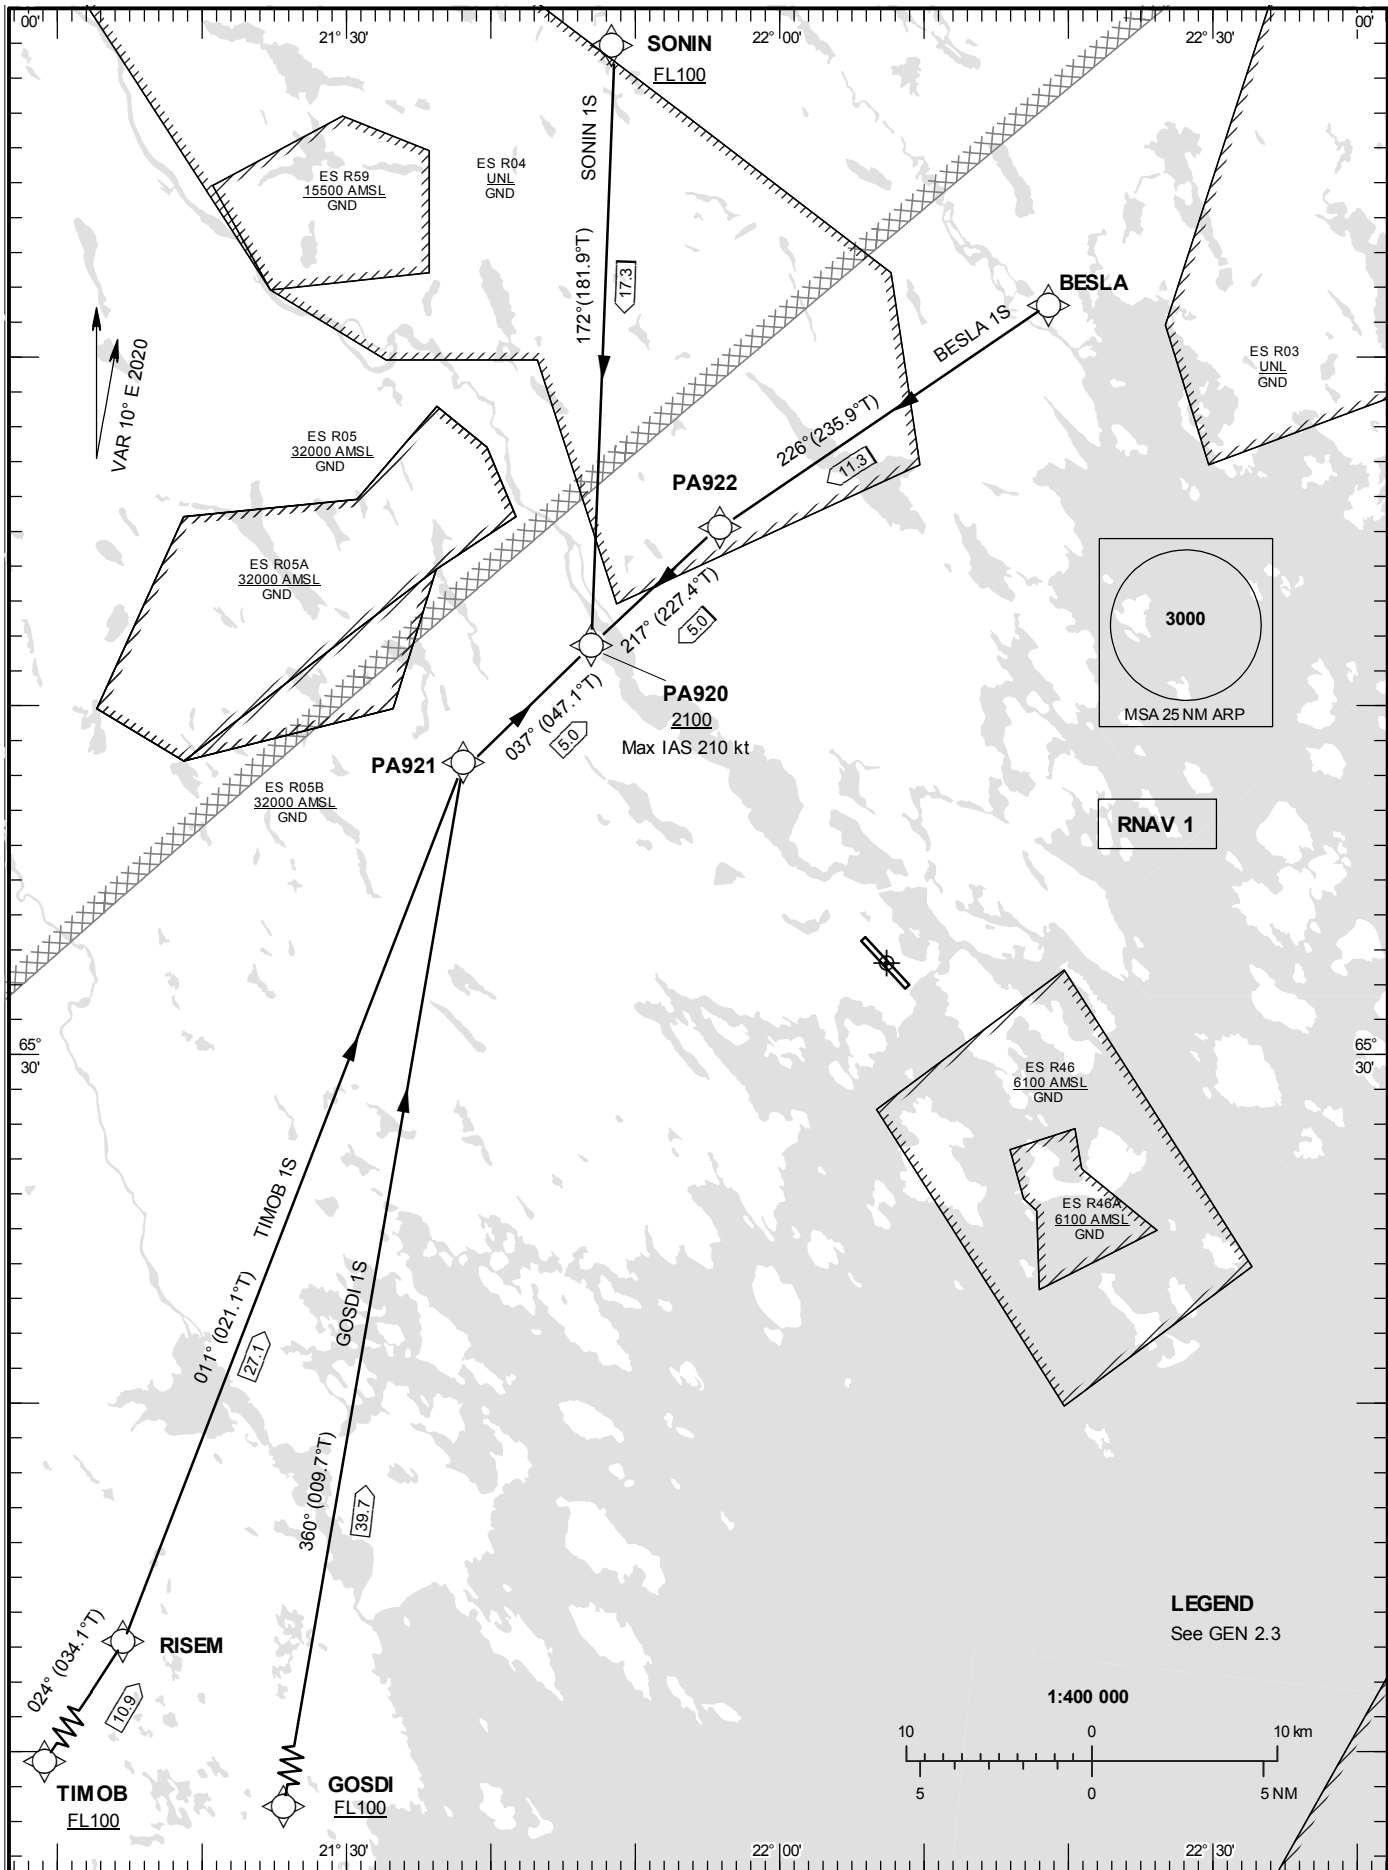 00'
21° 30'
22° 00'
22° 30'
00'
SONIN
FL100
SONIN 1S
172°(181.9°T)
17.3
ES R59
15500 AMSL
GND
ES R04
UNL
GND
BESLA
BESLA 1S
226°(235.9°T)
11.3
ES R03
UNL
GND
VAR 10° E 2020
ES R05
32000 AMSL
GND
PA922
217° (227.4°T)
5.0
ES R05A
32000 AMSL
GND
3000
MSA 25 NM ARP
PA920
2100
Max IAS 210 kt
037° (047.1°T)
5.0
PA921
ES R05B
32000 AMSL
GND
RNAV 1
65°
30'
65°
30'
ES R46
6100 AMSL
GND
ES R46A
6100 AMSL
GND
TIMOB 1S
011° (021.1°T)
27.1
GOSDI 1S
360° (009.7°T)
39.7
RISEM
024° (034.1°T)
10.9
TIMOB
FL100
GOSDI
FL100
LEGEND
See GEN 2.3
1:400 000
10 0 10 km
5 0 5 NM
21° 30'
22° 00'
22° 30'